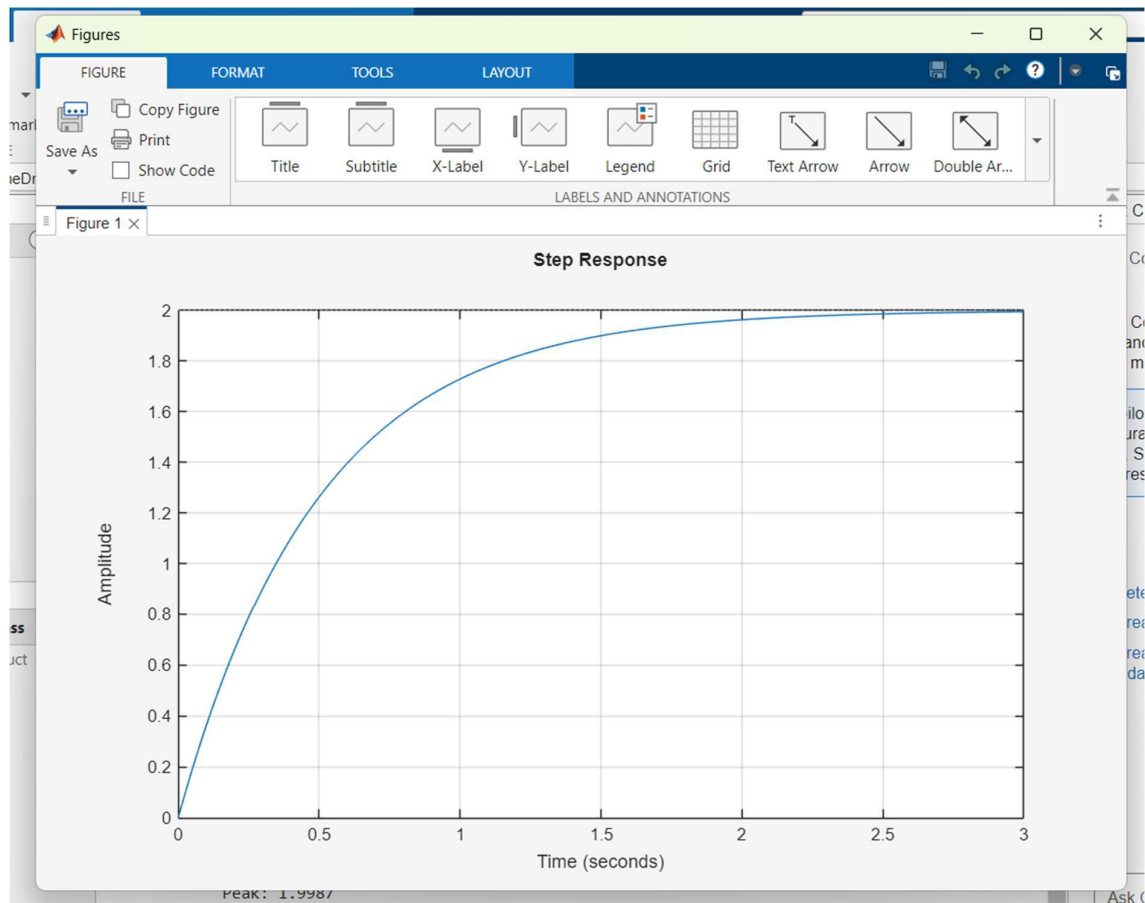 Figures
FIGURE FORMAT TOOLS LAYOUT
Save As
Copy Figure
Print
Show Code
Title Subtitle X-Label Y-Label Legend Grid Text Arrow Arrow Double Ar...
FILE LABELS AND ANNOTATIONS
Figure 1
Step Response
2
1.8
1.6
1.4
1.2
1
0.8
0.6
0.4
0.2
0
Amplitude
0 0.5 1 1.5 2 2.5 3
Time (seconds)
Peak: 1.9987
Ask